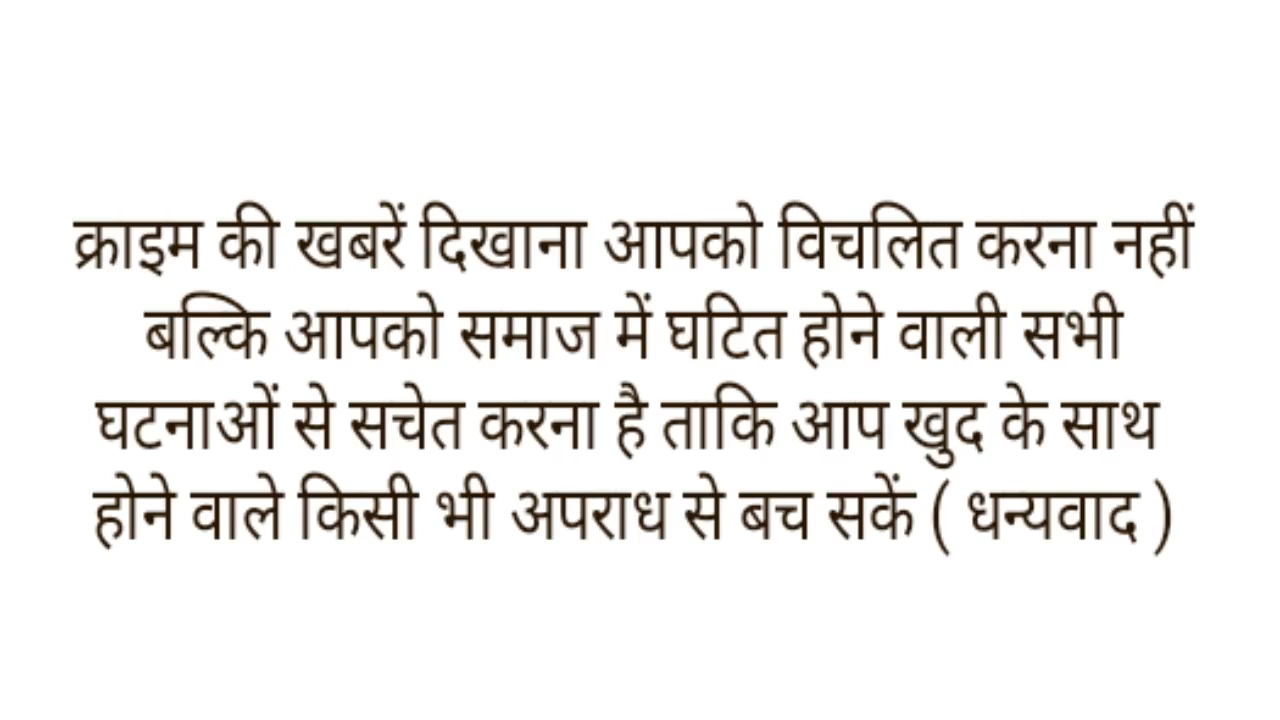 क्राइम की खबरें दिखाना आपको विचलित करना नहीं
बल्कि आपको समाज में घटित होने वाली सभी
घटनाओं से सचेत करना है ताकि आप खुद के साथ
होने वाले किसी भी अपराध से बच सकें ( धन्यवाद )